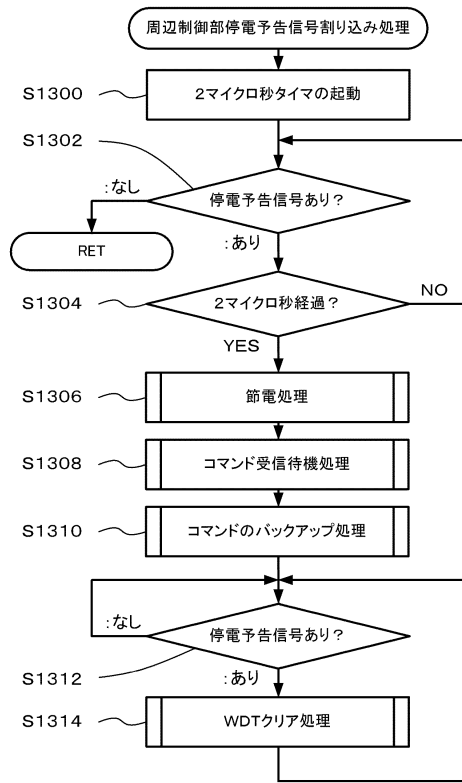 周辺制御部停電予告信号割り込み処理
S1300
2マイクロ秒タイマの起動
S1302
停電予告信号あり？
：なし
RET
：あり
S1304
2マイクロ秒経過？
NO
YES
S1306
節電処理
S1308
コマンド受信待機処理
S1310
コマンドのバックアップ処理
：なし
停電予告信号あり？
S1312
：あり
S1314
WDTクリア処理